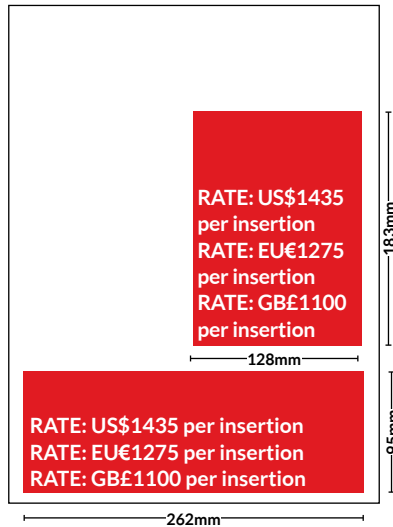 RATE: US$1435
per insertion
RATE: EU€1275
per insertion
RATE: GB£1100
per insertion
183mm
128mm
RATE: US$1435 per insertion
RATE: EU€1275 per insertion
RATE: GB£1100 per insertion
95mm
262mm